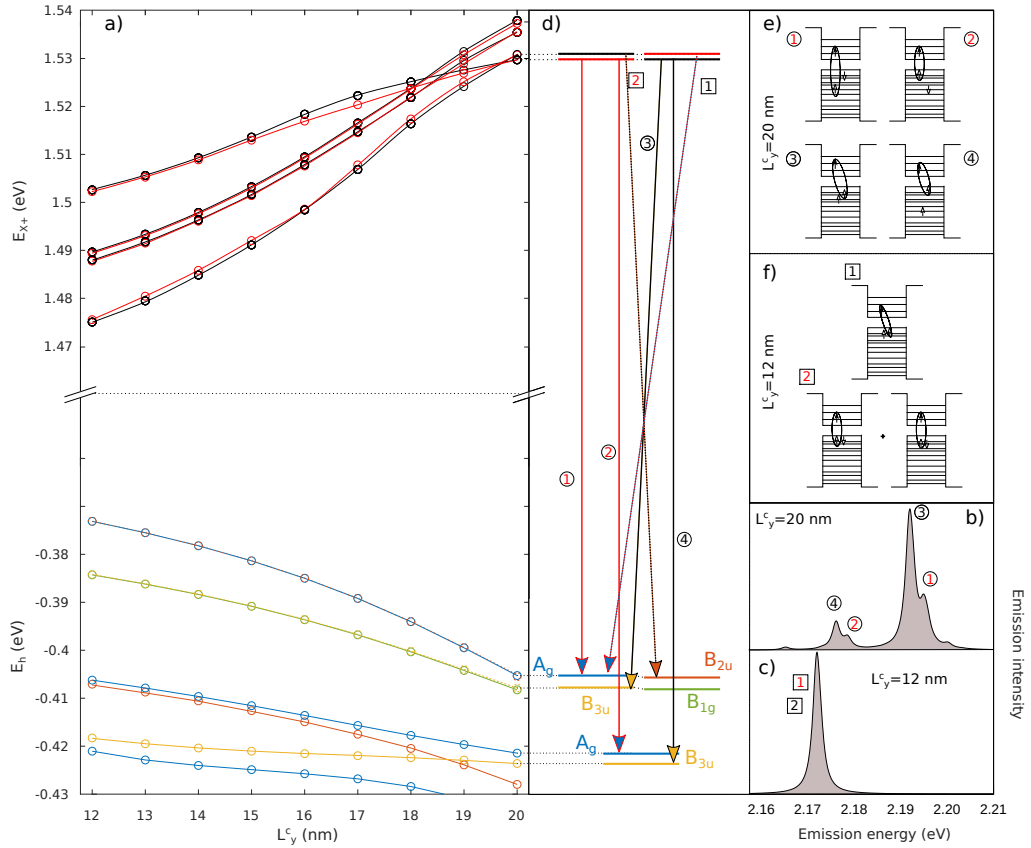 a)
E_X+ (eV)
1.54
1.53
1.52
1.51
1.5
1.49
1.48
1.47
E_h (eV)
-0.38
-0.39
-0.4
-0.41
-0.42
-0.43
12 13 14 15 16 17 18 19 20
L^c_y (nm)
d)
2
1
3
1
2
4
A_g
B_2u
B_3u
B_1g
A_g
B_3u
e)
1
2
L^c_y=20 nm
3
4
f)
1
L^c_y=12 nm
2
+
b)
L^c_y=20 nm
3
1
4
2
c)
L^c_y=12 nm
1
2
2.16 2.17 2.18 2.19 2.20 2.21
Emission energy (eV)
Emission intensity